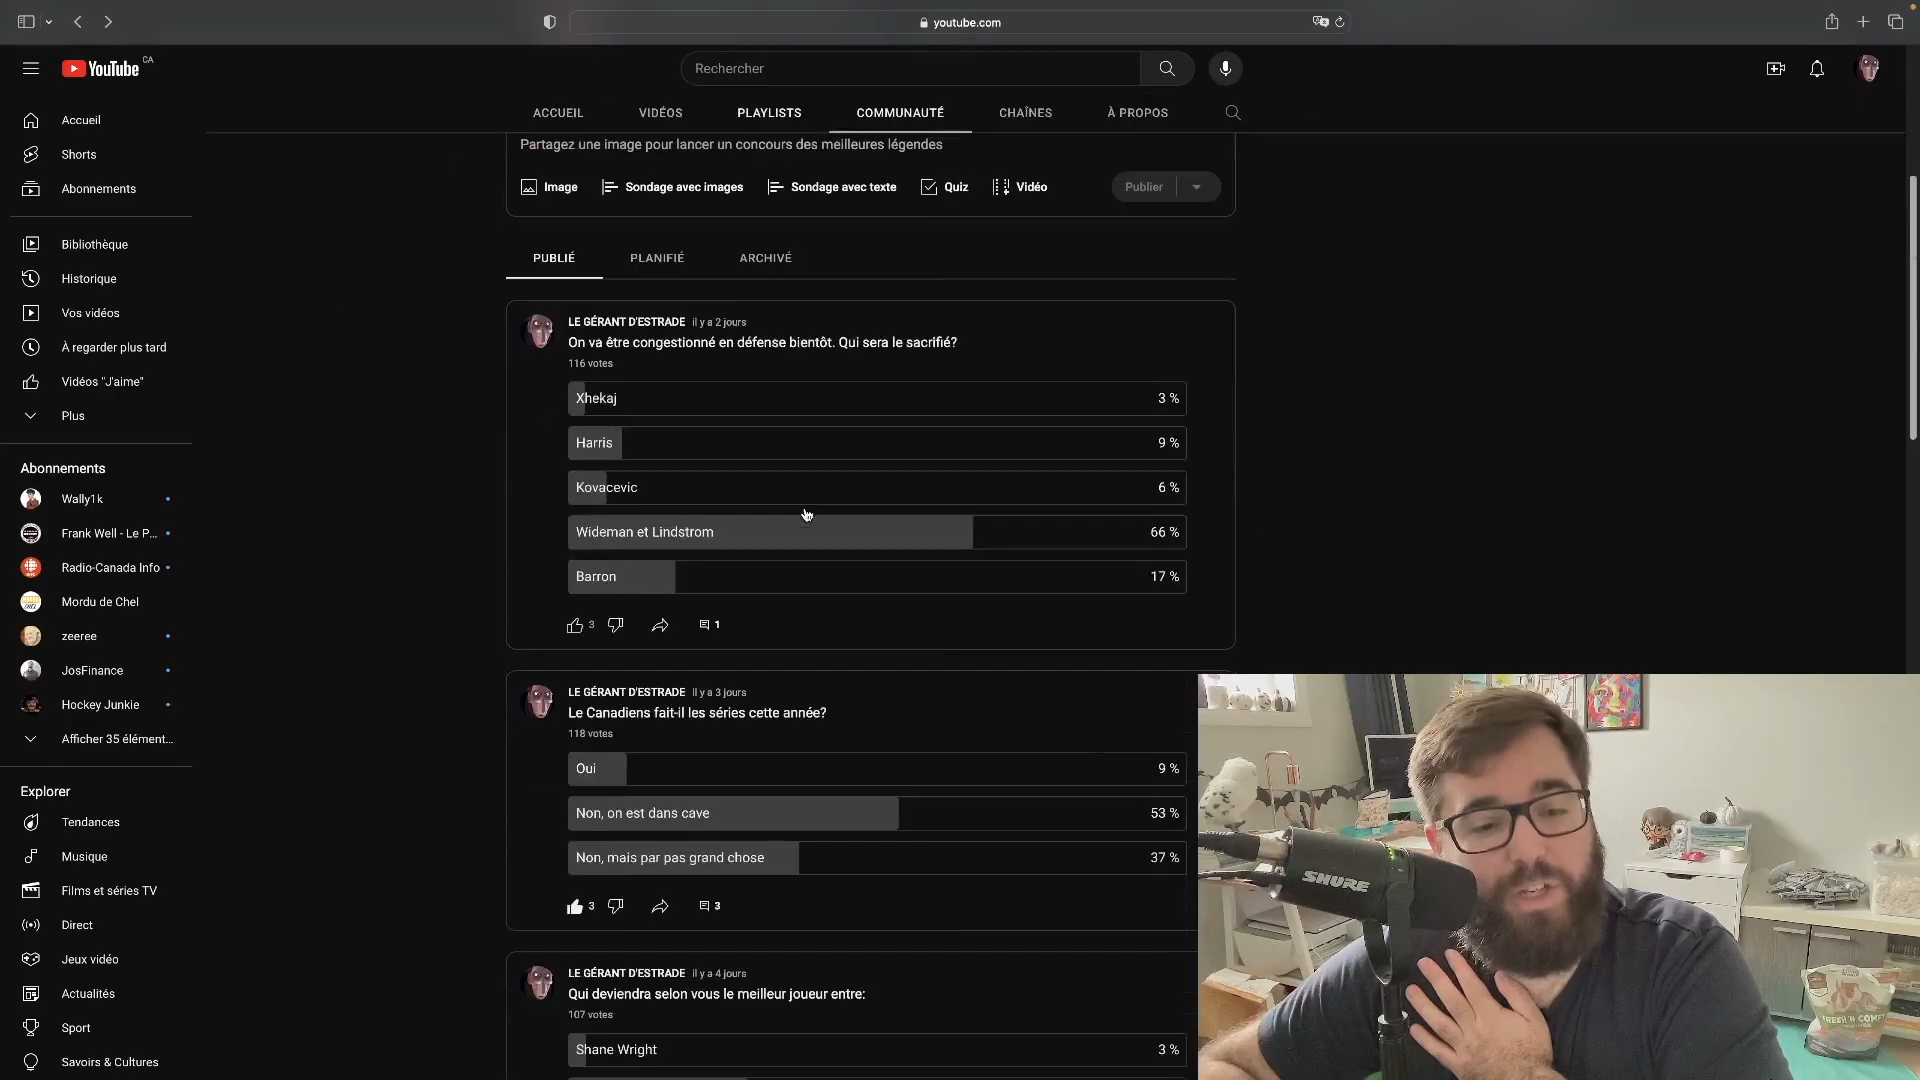 youtube.com
YouTube CA
Rechercher
ACCUEIL VIDÉOS PLAYLISTS COMMUNAUTÉ CHAÎNES À PROPOS
Accueil
Shorts
Abonnements
Bibliothèque
Historique
Vos vidéos
À regarder plus tard
Vidéos "J'aime"
Plus
Abonnements
Wally1k
Frank Well - Le P...
Radio-Canada Info
Mordu de Chel
zeeree
JosFinance
Hockey Junkie
Afficher 35 élément...
Explorer
Tendances
Musique
Films et séries TV
Direct
Jeux vidéo
Actualités
Sport
Savoirs & Cultures
Partagez une image pour lancer un concours des meilleures légendes
Image Sondage avec images Sondage avec texte Quiz Vidéo Publier
PUBLIÉ PLANIFIÉ ARCHIVÉ
LE GÉRANT D'ESTRADE il y a 2 jours
On va être congestionné en défense bientôt. Qui sera le sacrifié?
116 votes
Xhekaj 3 %
Harris 9 %
Kovacevic 6 %
Wideman et Lindstrom 66 %
Barron 17 %
3 1
LE GÉRANT D'ESTRADE il y a 3 jours
Le Canadiens fait-il les séries cette année?
118 votes
Oui 9 %
Non, on est dans cave 53 %
Non, mais par pas grand chose 37 %
3 3
LE GÉRANT D'ESTRADE il y a 4 jours
Qui deviendra selon vous le meilleur joueur entre:
107 votes
Shane Wright 3 %
SHURE
FRESH 'N COMFY